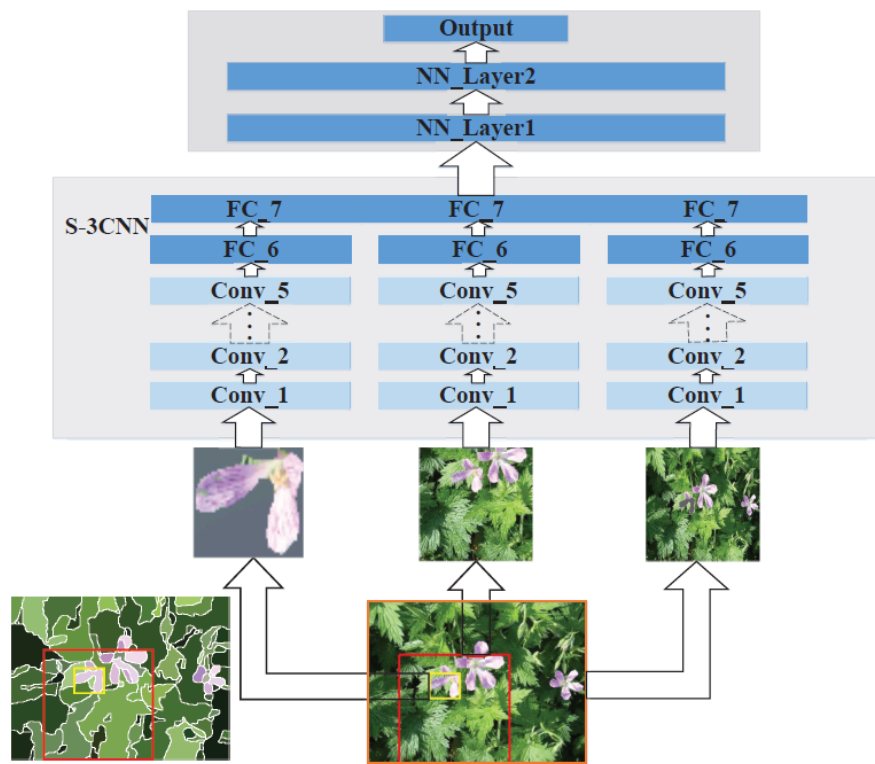 Output
NN_Layer2
NN_Layer1
S-3CNN
FC_7 FC_7 FC_7
FC_6 FC_6 FC_6
Conv_5 Conv_5 Conv_5
Conv_2 Conv_2 Conv_2
Conv_1 Conv_1 Conv_1